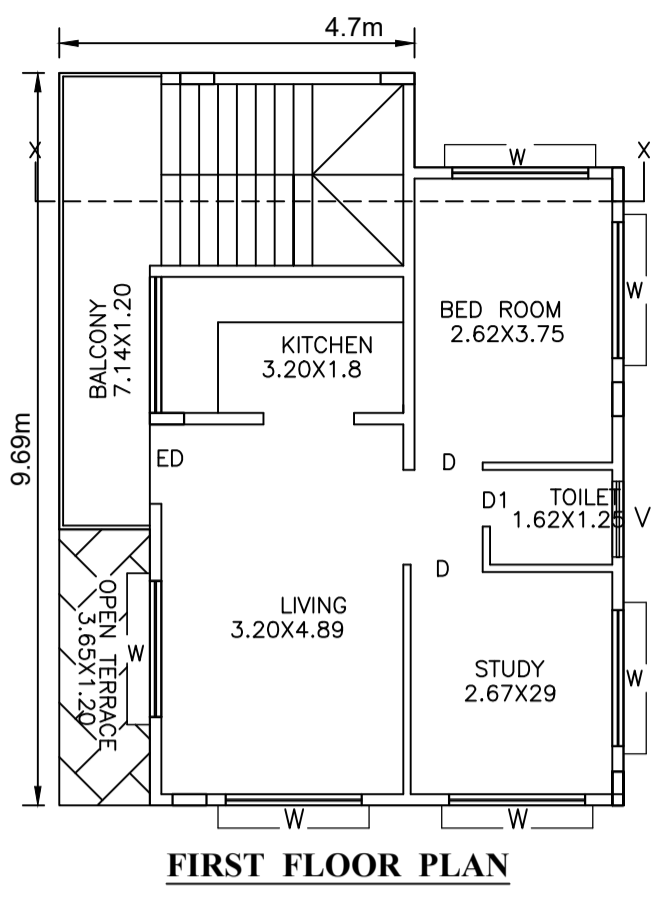 4.7m
X
X
W
BED ROOM
2.62X3.75
W
BALCONY
7.14X1.20
KITCHEN
3.20X1.8
9.69m
ED
D
D1
TOILET
1.62X1.25
V
D
OPEN TERRACE
3.65X1.20
W
LIVING
3.20X4.89
STUDY
2.67X29
W
W
W
FIRST FLOOR PLAN